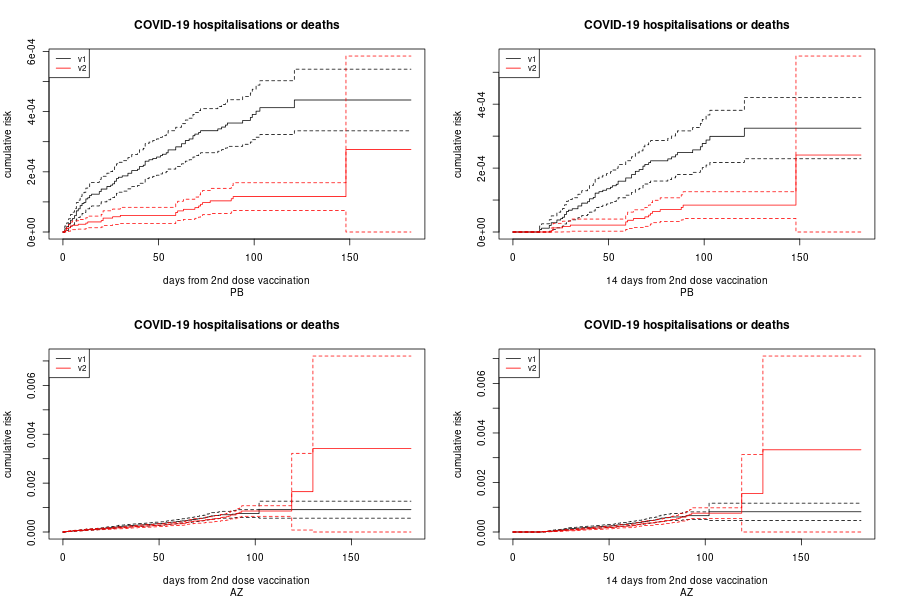 COVID-19 hospitalisations or deaths
v1
v2
cumulative risk
0e+00
2e-04
4e-04
6e-04
0
50
100
150
days from 2nd dose vaccination
PB
COVID-19 hospitalisations or deaths
v1
v2
cumulative risk
0e+00
2e-04
4e-04
0
50
100
150
14 days from 2nd dose vaccination
PB
COVID-19 hospitalisations or deaths
v1
v2
cumulative risk
0.000
0.002
0.004
0.006
0
50
100
150
days from 2nd dose vaccination
AZ
COVID-19 hospitalisations or deaths
v1
v2
cumulative risk
0.000
0.002
0.004
0.006
0
50
100
150
14 days from 2nd dose vaccination
AZ